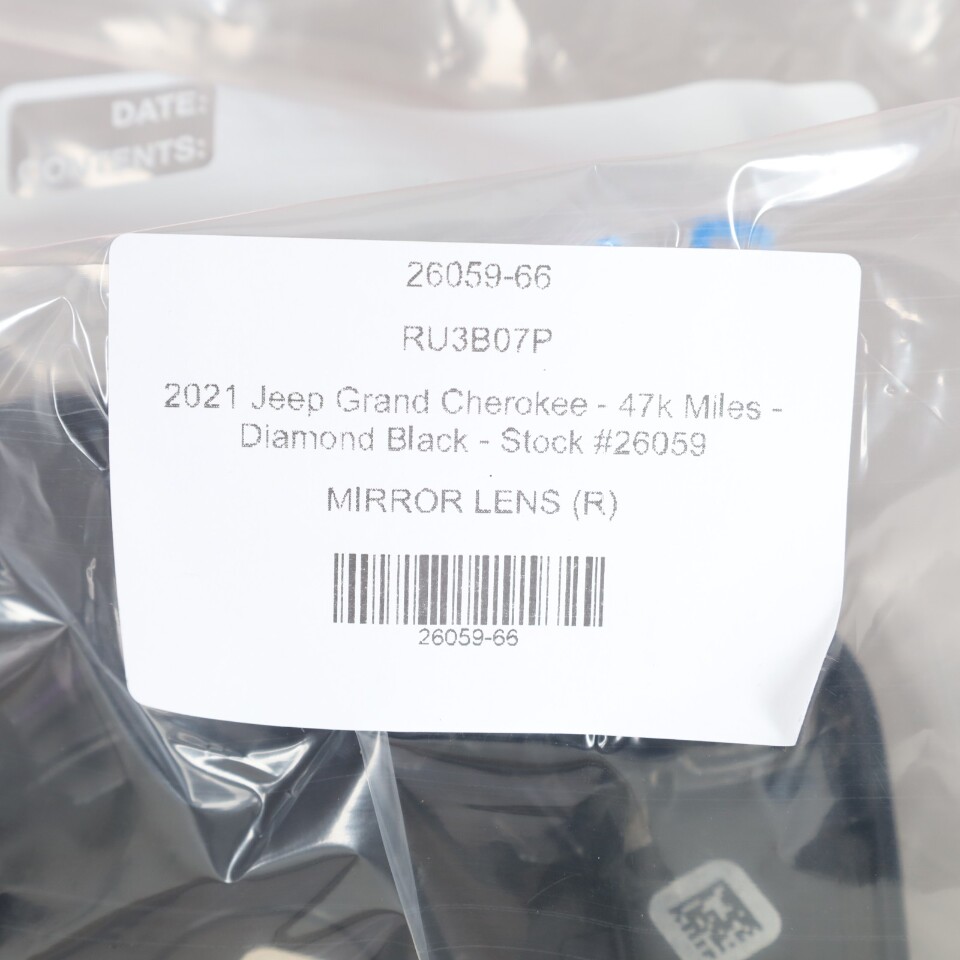 DATE:
CONTENTS:
26059-66
RU3B07P
2021 Jeep Grand Cherokee - 47k Miles -
Diamond Black - Stock #26059
MIRROR LENS (R)
26059-66